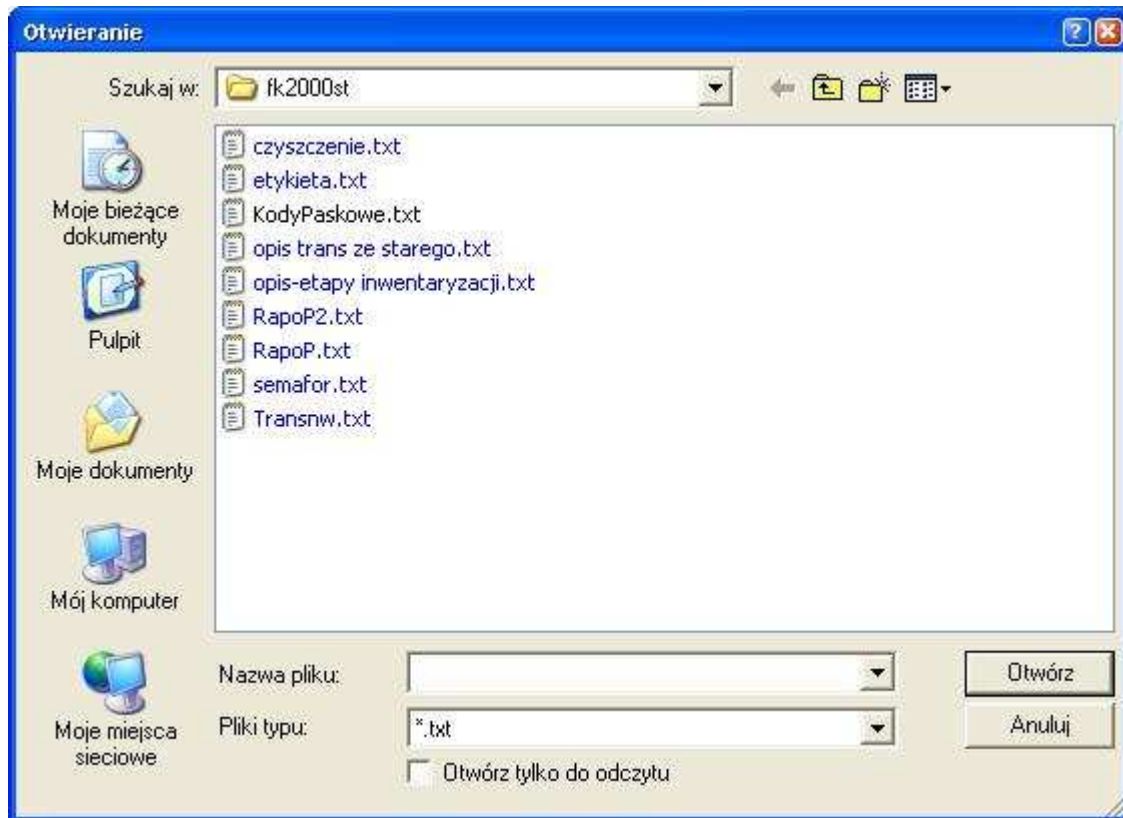 Otwieranie
Szukaj w:
fk2000st
czyszczenie.txt
etykieta.txt
KodyPaskowe.txt
opis trans ze starego.txt
opis-etapy inwentaryzacji.txt
RapoP2.txt
RapoP.txt
semafor.txt
Transnw.txt
Moje bieżące
dokumenty
Pulpit
Moje dokumenty
Mój komputer
Moje miejsca
sieciowe
Nazwa pliku:
Otwórz
Pliki typu:
*.txt
Anuluj
Otwórz tylko do odczytu